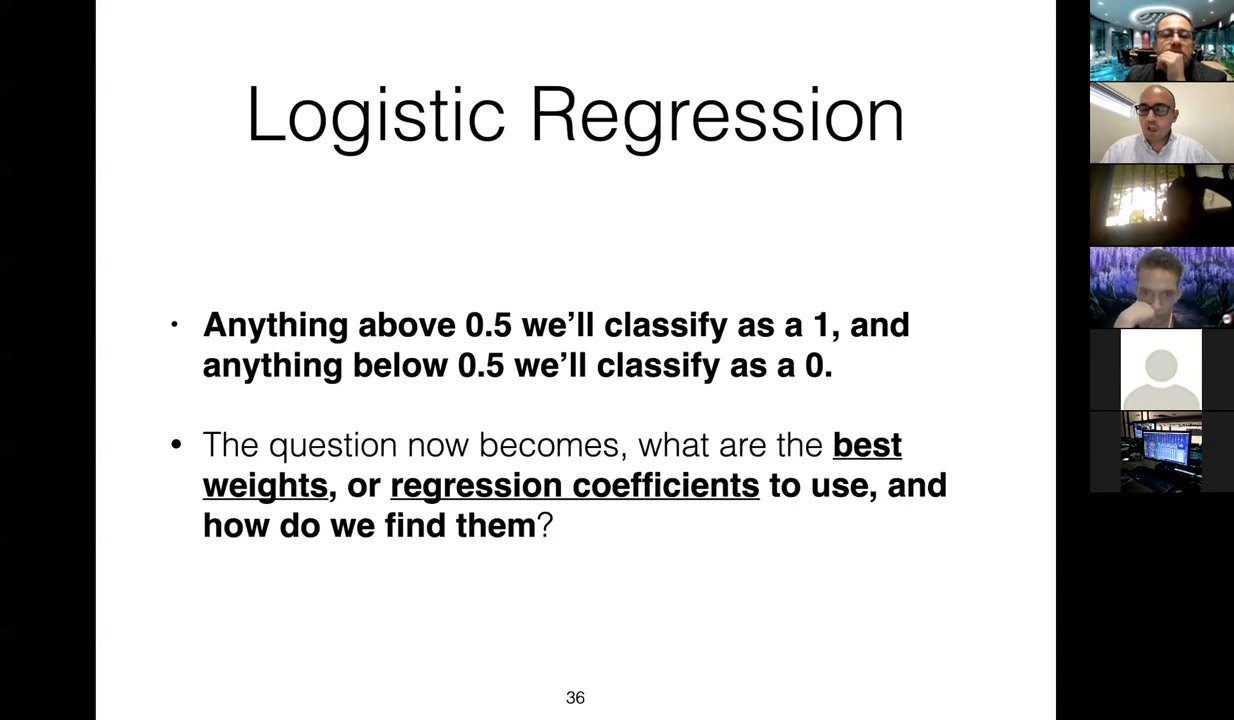 Logistic Regression
• Anything above 0.5 we’ll classify as a 1, and
anything below 0.5 we’ll classify as a 0.
• The question now becomes, what are the best
weights, or regression coefficients to use, and
how do we find them?
36